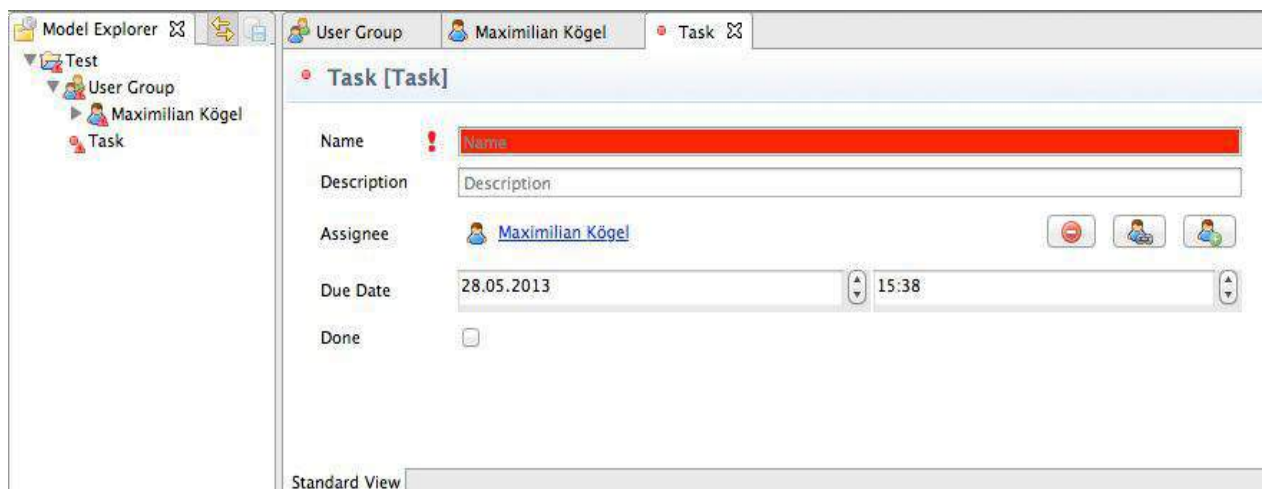 Model Explorer
Test
User Group
Maximilian Kögel
Task
User Group Maximilian Kögel Task
Task [Task]
Name Name
Description Description
Assignee Maximilian Kögel
Due Date 28.05.2013 15:38
Done
Standard View